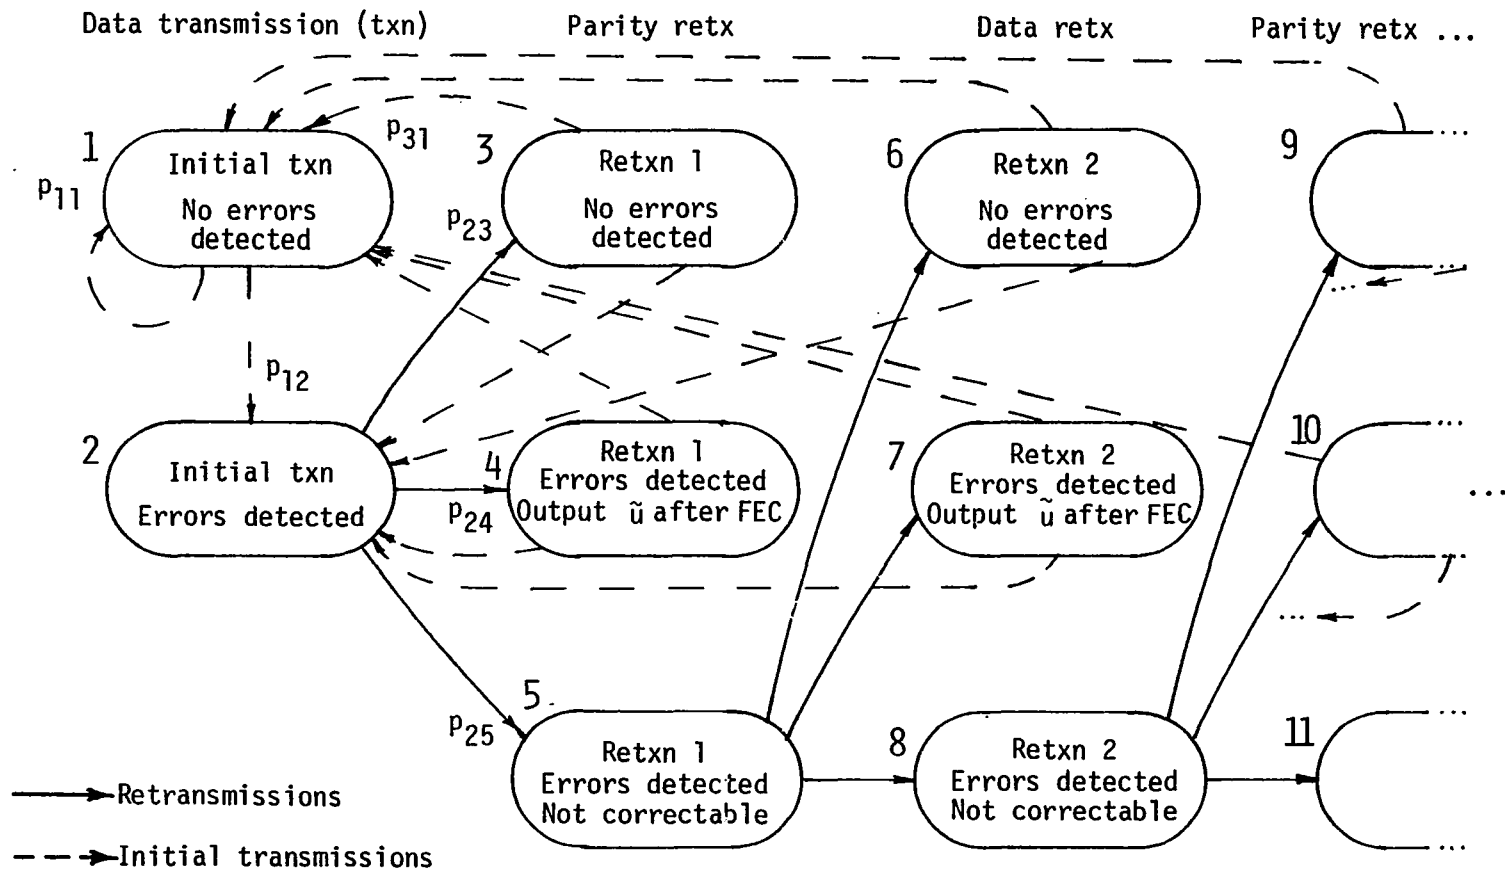 Data transmission (txn)
Parity retx
Data retx
Parity retx ...
1
Initial txn
No errors
detected
p11
p31
3
Retxn 1
No errors
detected
p23
6
Retxn 2
No errors
detected
9
...
...
...
p12
2
Initial txn
Errors detected
4
Retxn 1
Errors detected
Output ũ after FEC
p24
7
Retxn 2
Errors detected
Output ũ after FEC
10
...
...
...
...
5
p25
Retxn 1
Errors detected
Not correctable
8
Retxn 2
Errors detected
Not correctable
11
...
...
Retransmissions
Initial transmissions